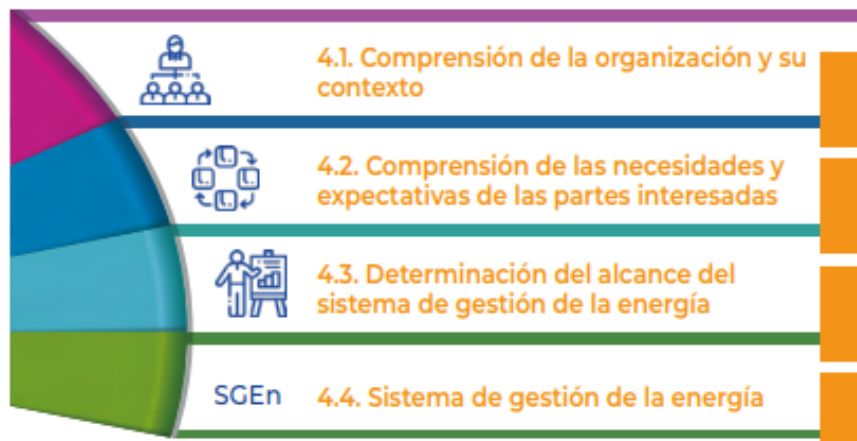 4.1. Comprensión de la organización y su
contexto
4.2. Comprensión de las necesidades y
expectativas de las partes interesadas
4.3. Determinación del alcance del
sistema de gestión de la energía
SGEn 4.4. Sistema de gestión de la energía